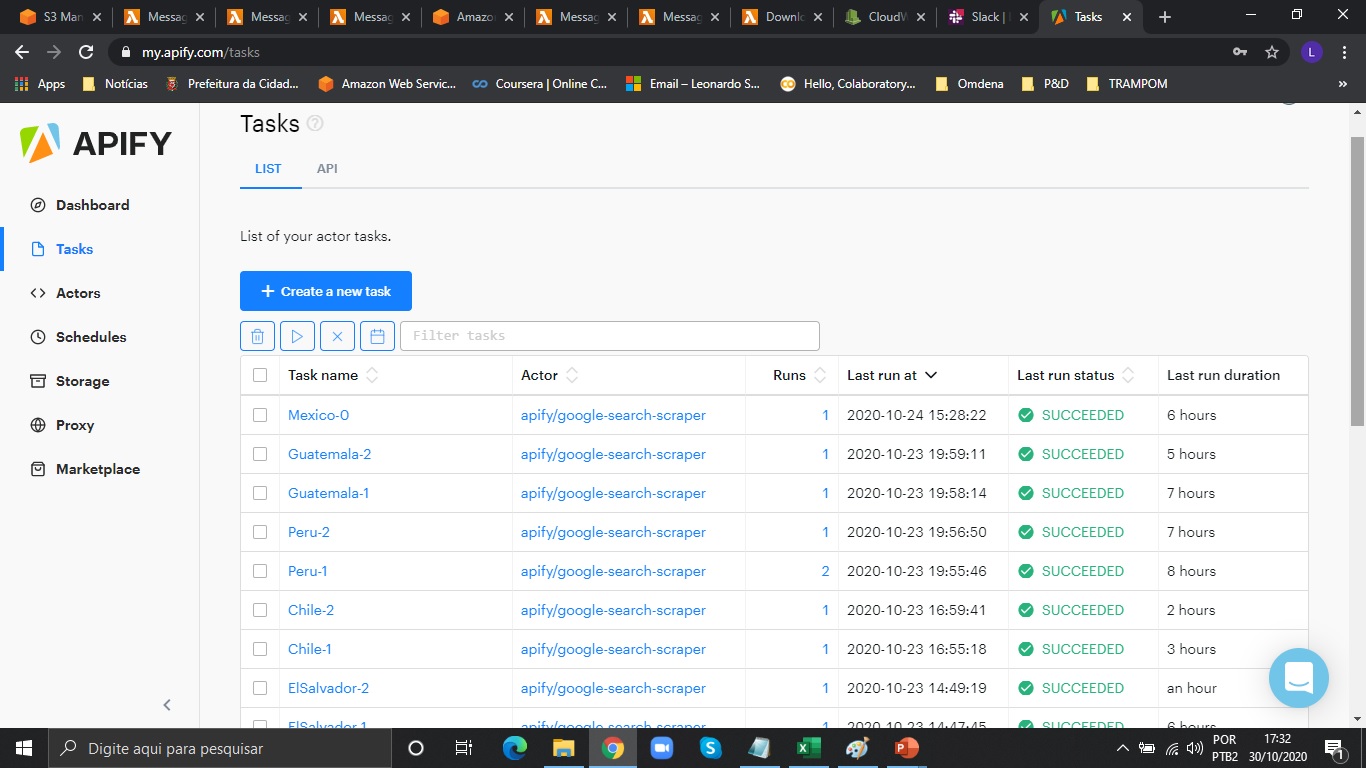 S3 Man
Messag
Messag
Messag
Amazo
Messag
Messag
Downl
CloudW
Slack |
Tasks
my.apify.com/tasks
L
Apps
Notícias
Prefeitura da Cidad...
Amazon Web Servic...
Coursera | Online C...
Email – Leonardo S...
Hello, Colaboratory...
Omdena
P&D
TRAMPOM
»
APIFY
Dashboard
Tasks
Actors
Schedules
Storage
Proxy
Marketplace
Tasks
LIST API
List of your actor tasks.
+ Create a new task
Filter tasks
Task name Actor Runs Last run at Last run status Last run duration
Mexico-0 apify/google-search-scraper 1 2020-10-24 15:28:22 SUCCEEDED 6 hours
Guatemala-2 apify/google-search-scraper 1 2020-10-23 19:59:11 SUCCEEDED 5 hours
Guatemala-1 apify/google-search-scraper 1 2020-10-23 19:58:14 SUCCEEDED 7 hours
Peru-2 apify/google-search-scraper 1 2020-10-23 19:56:50 SUCCEEDED 7 hours
Peru-1 apify/google-search-scraper 2 2020-10-23 19:55:46 SUCCEEDED 8 hours
Chile-2 apify/google-search-scraper 1 2020-10-23 16:59:41 SUCCEEDED 2 hours
Chile-1 apify/google-search-scraper 1 2020-10-23 16:55:18 SUCCEEDED 3 hours
ElSalvador-2 apify/google-search-scraper 1 2020-10-23 14:49:19 SUCCEEDED an hour
ElSalvador-1 apify/google-search-scraper 1 2020-10-23 14:47:45 SUCCEEDED 6 hours
Digite aqui para pesquisar
POR
PTB2
17:32
30/10/2020
1